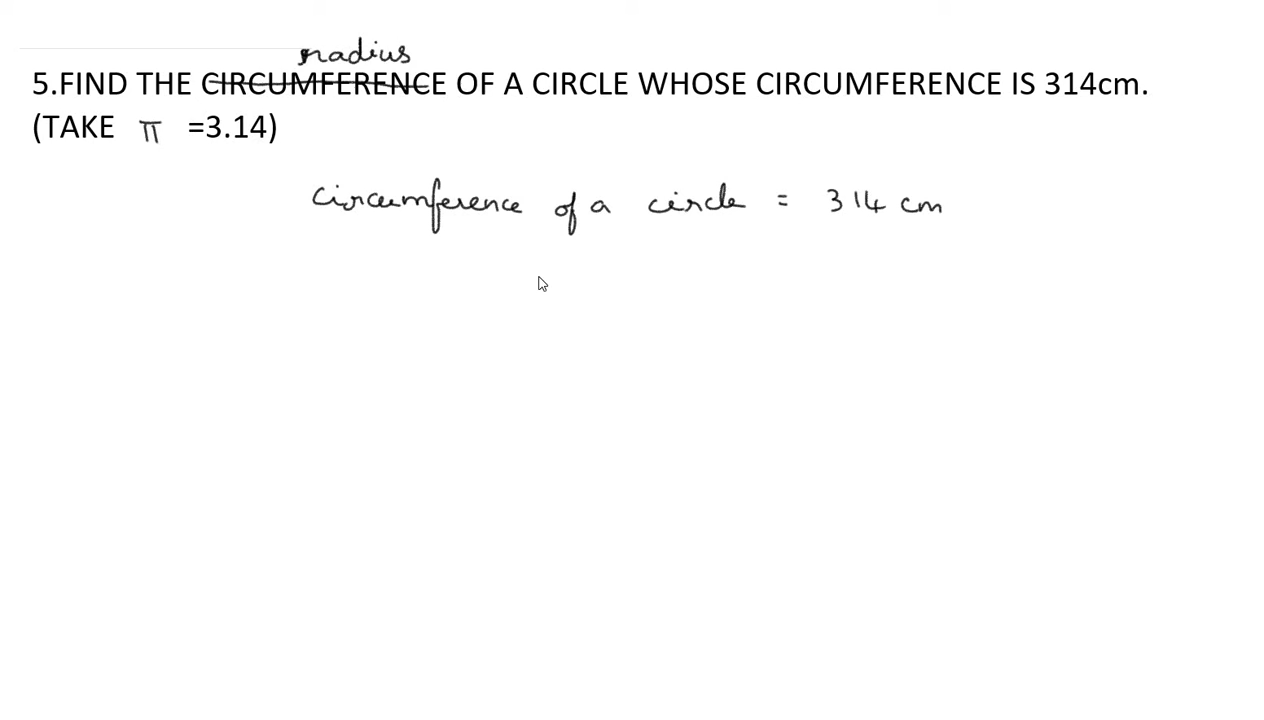 radius
5.FIND THE CIRCUMFERENCE OF A CIRCLE WHOSE CIRCUMFERENCE IS 314cm.
(TAKE π =3.14)
circumference of a circle = 314 cm